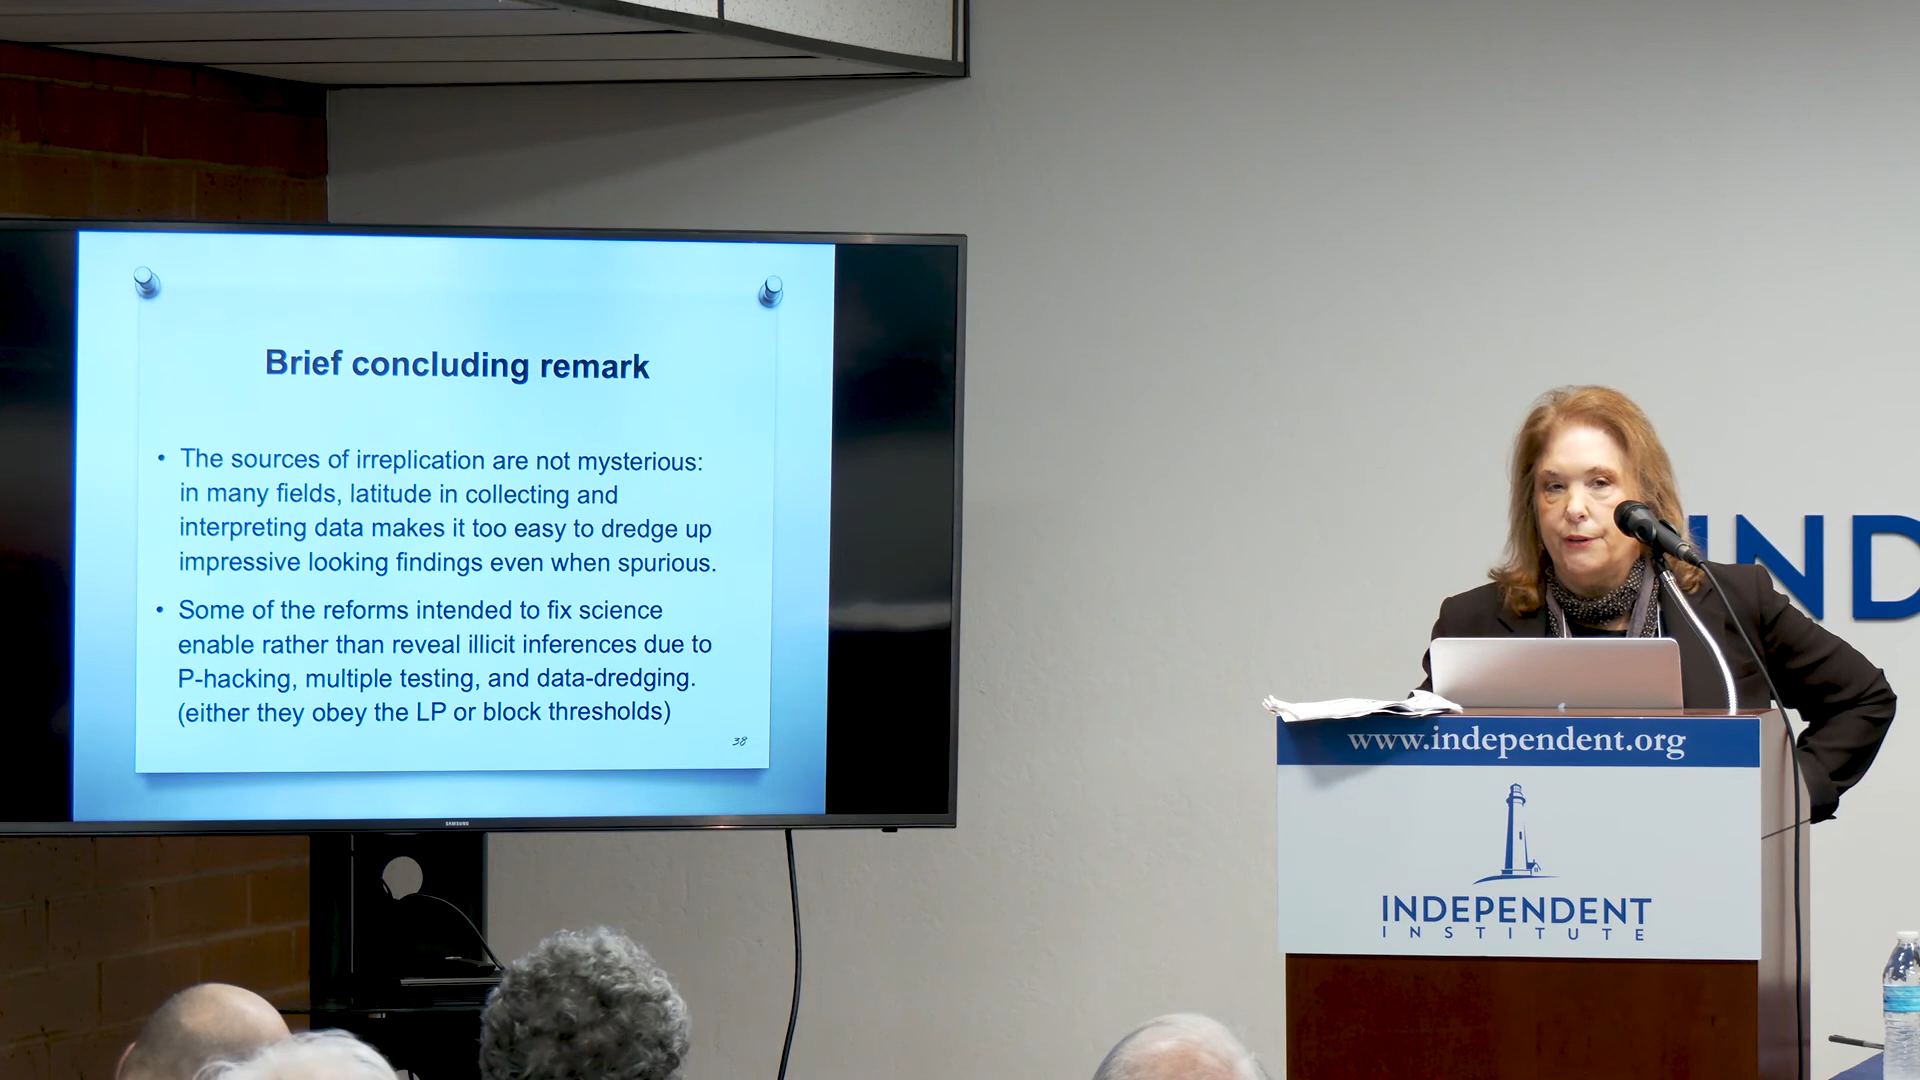 Brief concluding remark
• The sources of irreplication are not mysterious:
in many fields, latitude in collecting and
interpreting data makes it too easy to dredge up
impressive looking findings even when spurious.
• Some of the reforms intended to fix science
enable rather than reveal illicit inferences due to
P-hacking, multiple testing, and data-dredging.
(either they obey the LP or block thresholds)
38
SAMSUNG
IND
www.independent.org
INDEPENDENT
INSTITUTE